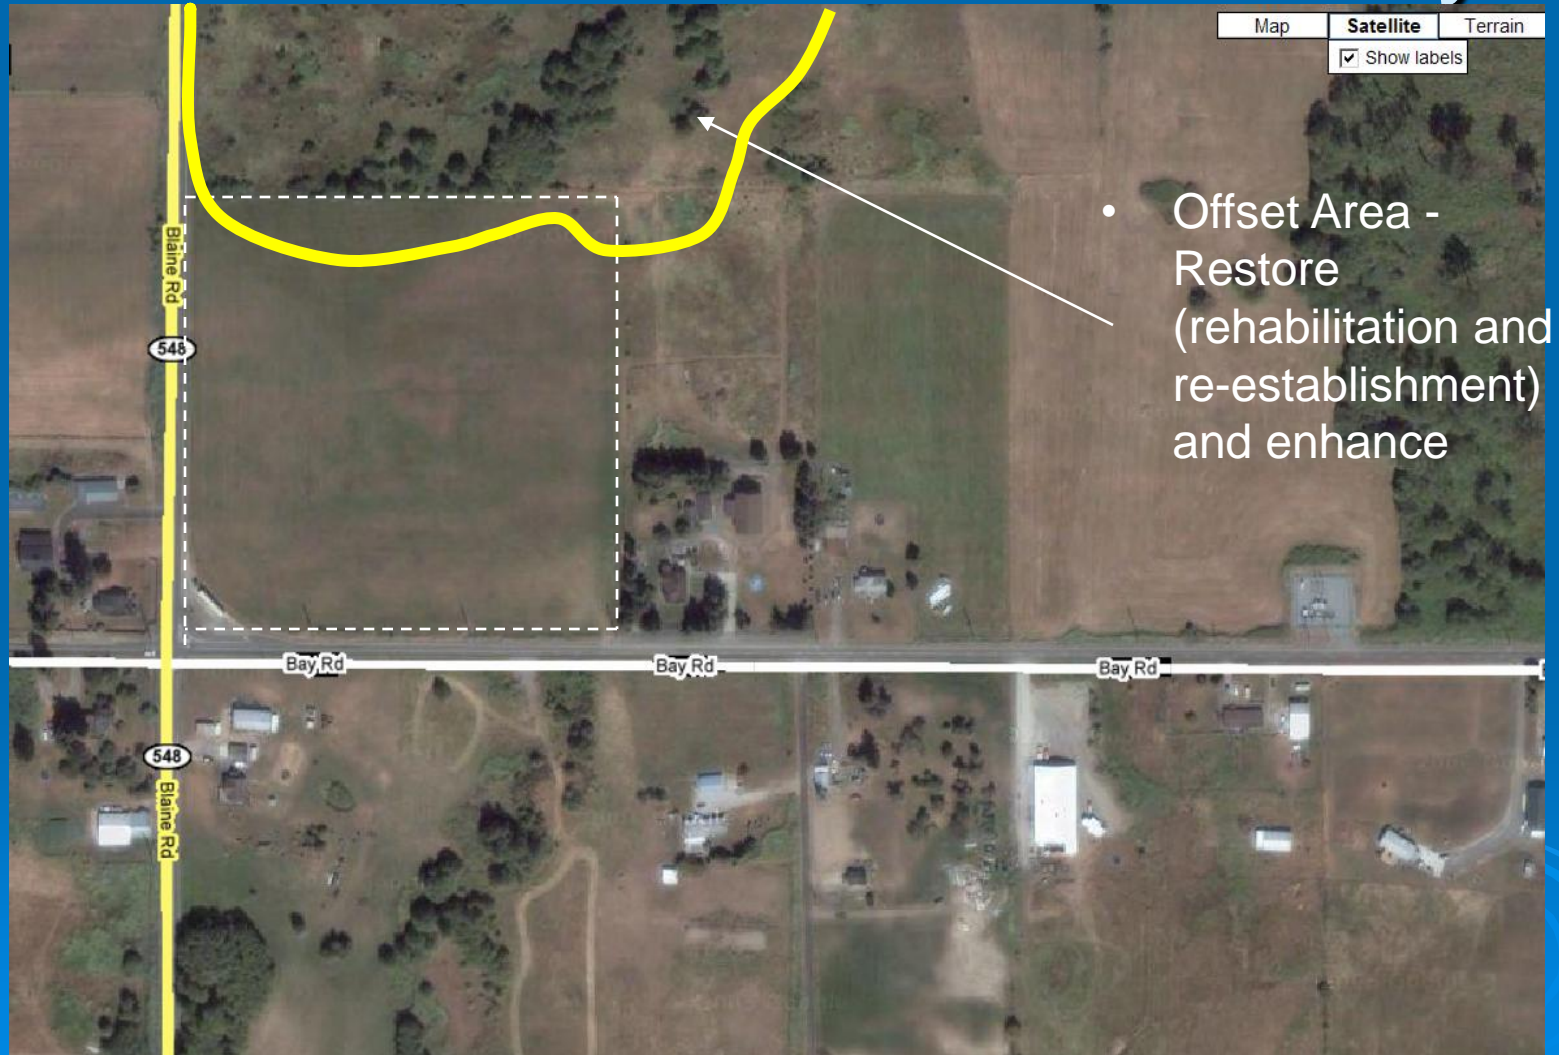 Map
Satellite
Terrain
Show labels
• Offset Area -
Restore
(rehabilitation and
re-establishment)
and enhance
Blaine Rd
548
Bay Rd
Bay Rd
Bay Rd
548
Blaine Rd